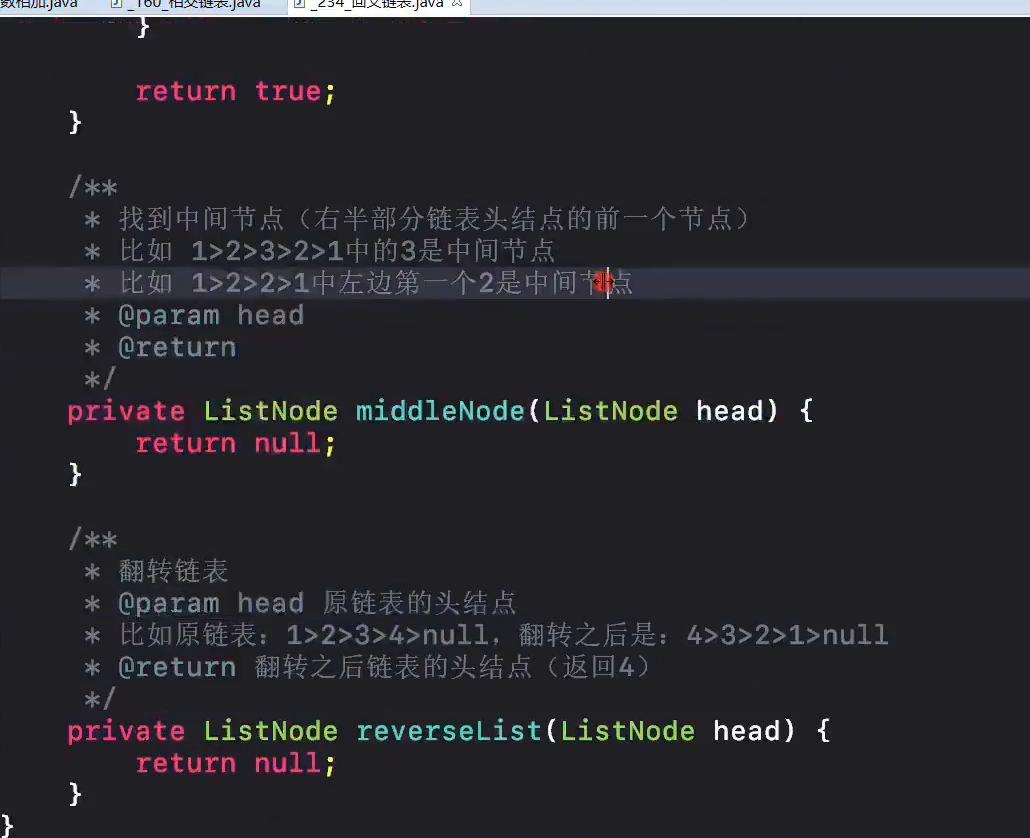 数相加.java _160_相交链表.java _234_回文链表.java
}
return true;
}
/**
* 找到中间节点（右半部分链表头结点的前一个节点）
* 比如 1>2>3>2>1中的3是中间节点
* 比如 1>2>2>1中左边第一个2是中间节点
* @param head
* @return
*/
private ListNode middleNode(ListNode head) {
return null;
}
/**
* 翻转链表
* @param head 原链表的头结点
* 比如原链表：1>2>3>4>null，翻转之后是：4>3>2>1>null
* @return 翻转之后链表的头结点（返回4）
*/
private ListNode reverseList(ListNode head) {
return null;
}
}